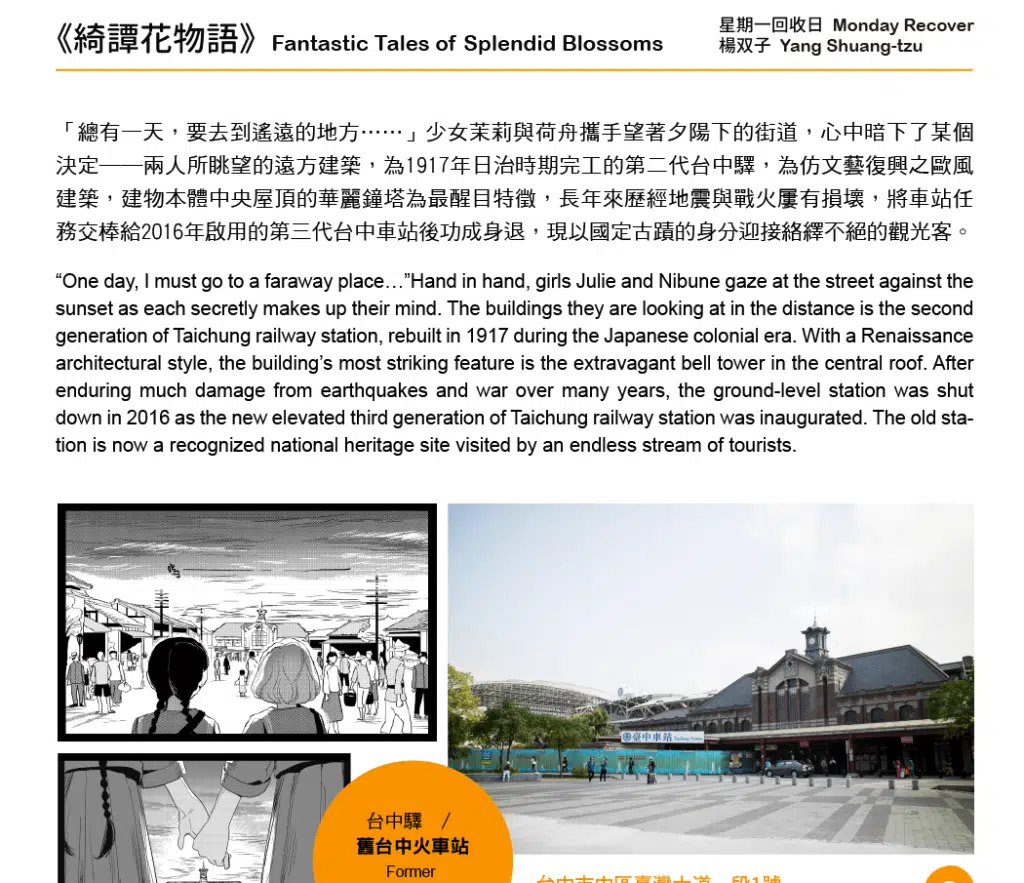 《綺譚花物語》 Fantastic Tales of Splendid Blossoms
星期一回收日 Monday Recover
楊双子 Yang Shuang-tzu
「總有一天，要去到遙遠的地方⋯⋯」少女茉莉與荷舟攜手望著夕陽下的街道，心中暗下了某個
決定──兩人所眺望的遠方建築，為1917年日治時期完工的第二代台中驛，為仿文藝復興之歐風
建築，建物本體中央屋頂的華麗鐘塔為最醒目特徵，長年來歷經地震與戰火屢有損壞，將車站任
務交棒給2016年啟用的第三代台中車站後功成身退，現以國定古蹟的身分迎接絡繹不絕的觀光客。
“One day, I must go to a faraway place…”Hand in hand, girls Julie and Nibune gaze at the street against the
sunset as each secretly makes up their mind. The buildings they are looking at in the distance is the second
generation of Taichung railway station, rebuilt in 1917 during the Japanese colonial era. With a Renaissance
architectural style, the building’s most striking feature is the extravagant bell tower in the central roof. After
enduring much damage from earthquakes and war over many years, the ground-level station was shut
down in 2016 as the new elevated third generation of Taichung railway station was inaugurated. The old sta-
tion is now a recognized national heritage site visited by an endless stream of tourists.
臺中車站
台中驛 /
舊台中火車站
Former